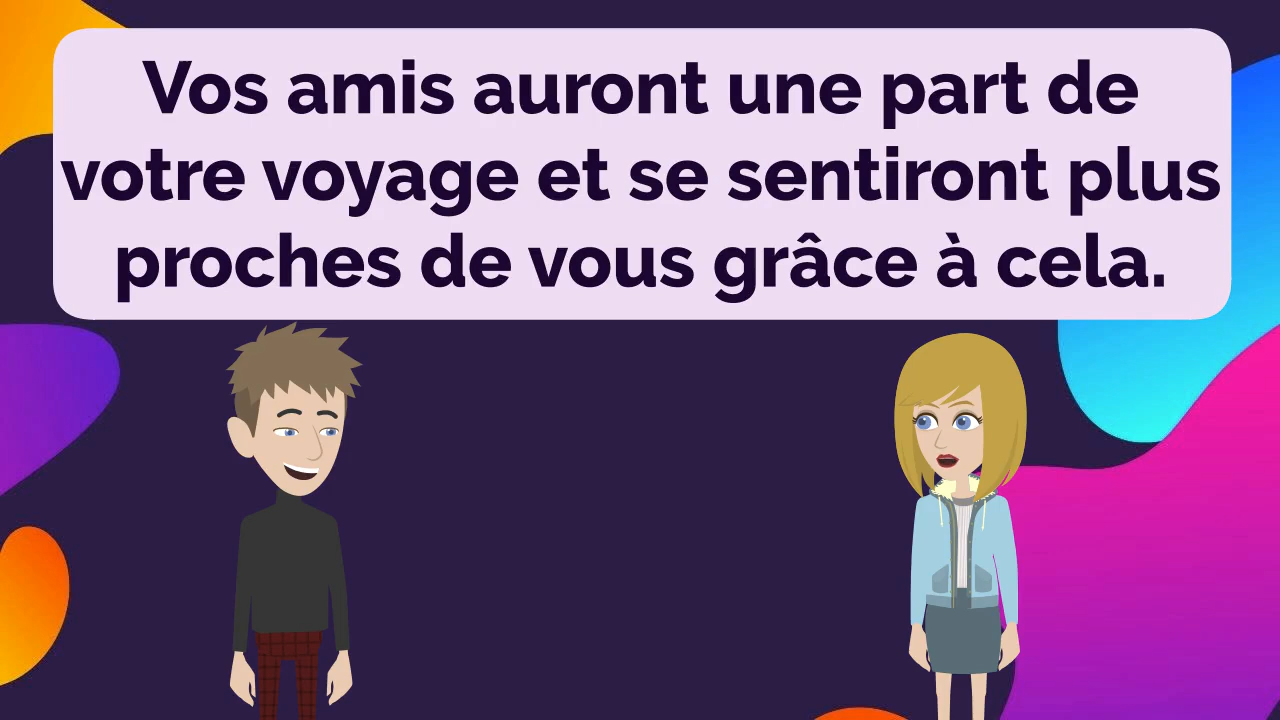 Vos amis auront une part de
votre voyage et se sentiront plus
proches de vous grâce à cela.